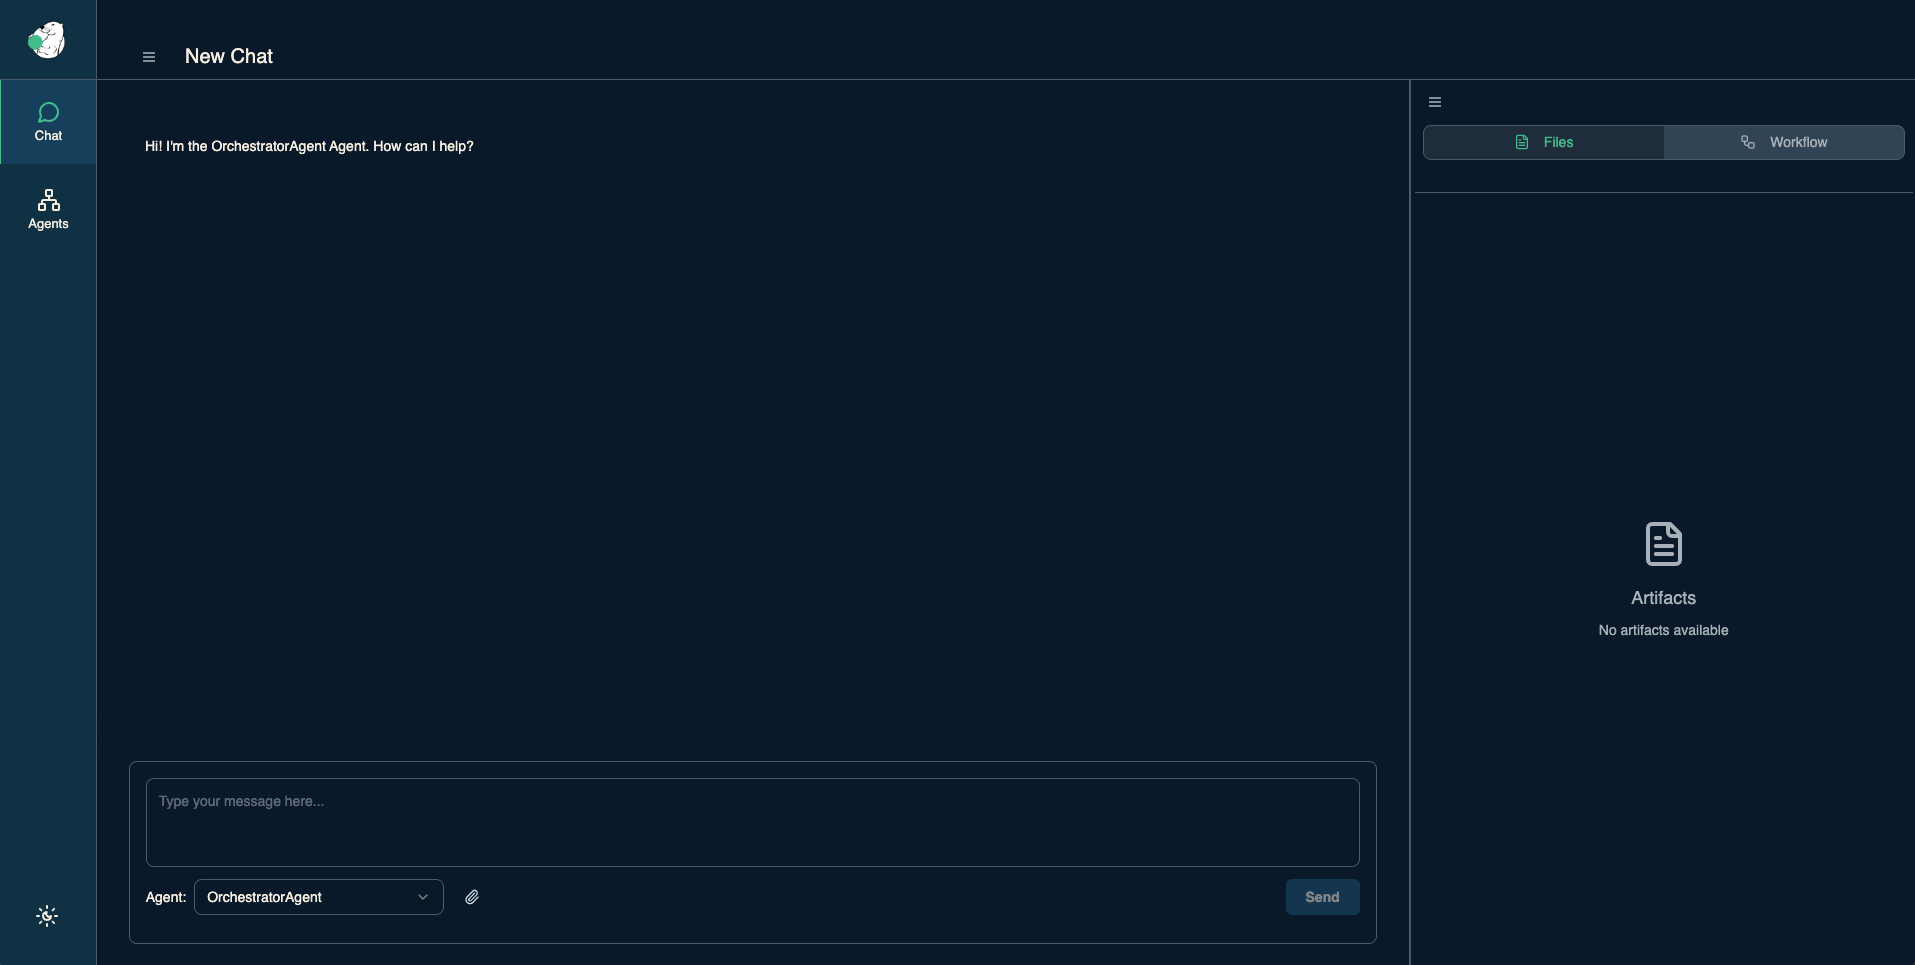 New Chat
Chat
Agents
Hi! I'm the OrchestratorAgent Agent. How can I help?
Files
Workflow
Artifacts
No artifacts available
Type your message here...
Agent:
OrchestratorAgent
Send